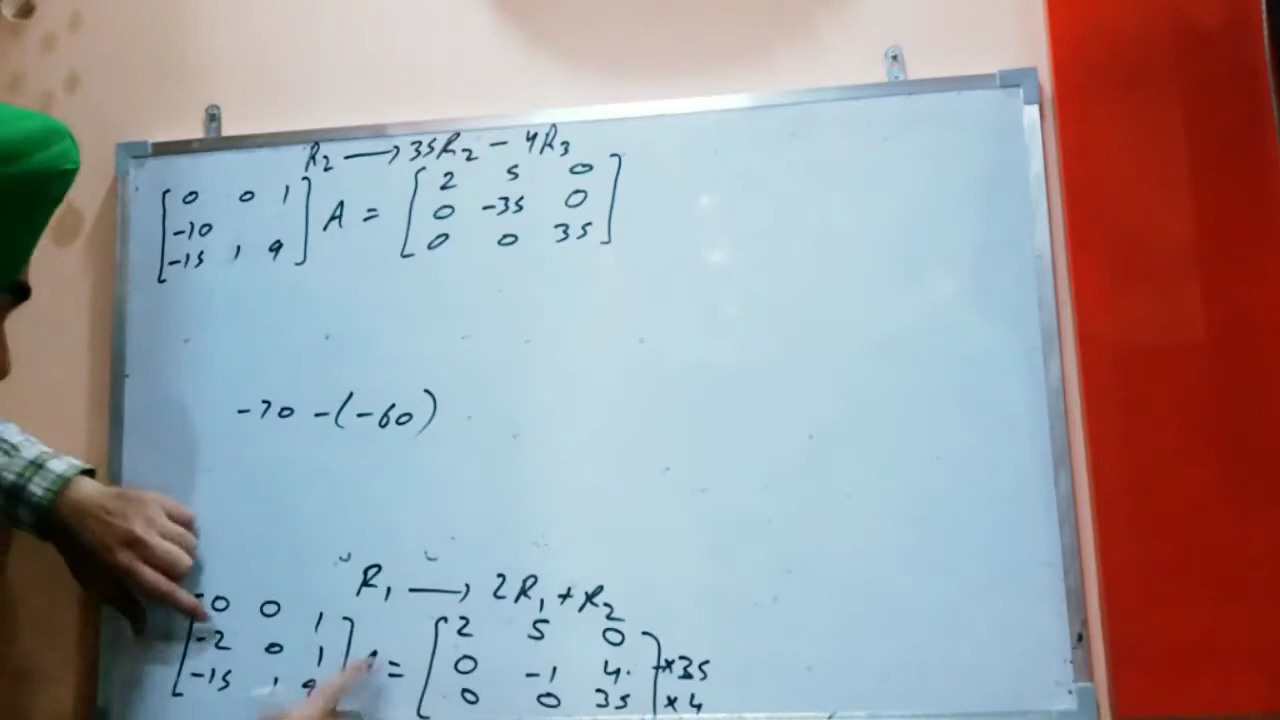 R₂ → 35R₂ - 4R₃
[0 0 1] A = [2 5 0]
[-10] [0 -35 0]
[-15 1 9] [0 0 35]
-70 -(-60)
R₁ → 2R₁ + R₂
0 0 1] [2 5 0]
[-2 0 1] = [0 -1 4.] ×35
[-15 1 [0 0 35] ×4